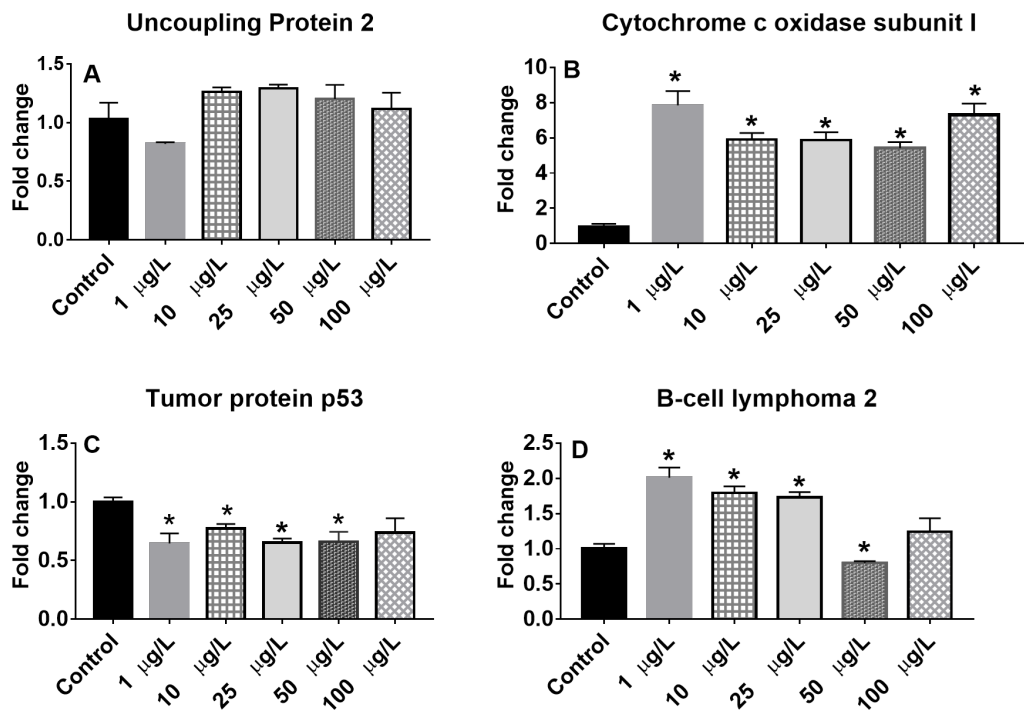 Uncoupling Protein 2
A
Fold change
1.5
1.0
0.5
0.0
Control
1 μg/L
10 μg/L
25 μg/L
50 μg/L
100 μg/L
Cytochrome c oxidase subunit I
B
Fold change
10
8
6
4
2
0
* * * * *
Control
1 μg/L
10 μg/L
25 μg/L
50 μg/L
100 μg/L
Tumor protein p53
C
Fold change
1.5
1.0
0.5
0.0
* * * *
Control
1 μg/L
10 μg/L
25 μg/L
50 μg/L
100 μg/L
B-cell lymphoma 2
D
Fold change
2.5
2.0
1.5
1.0
0.5
0.0
* * * *
Control
1 μg/L
10 μg/L
25 μg/L
50 μg/L
100 μg/L